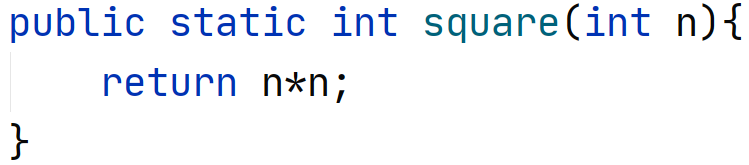 public static int square(int n){
    return n*n;
}